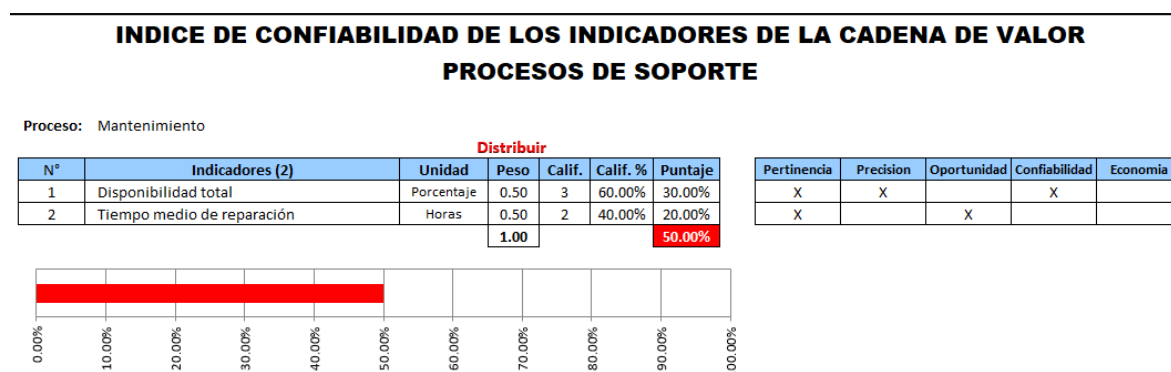 INDICE DE CONFIABILIDAD DE LOS INDICADORES DE LA CADENA DE VALOR
PROCESOS DE SOPORTE
Proceso: Mantenimiento
Distribuir
N° Indicadores (2) Unidad Peso Calif. Calif. % Puntaje Pertinencia Precision Oportunidad Confiabilidad Economia
1 Disponibilidad total Porcentaje 0.50 3 60.00% 30.00% X X X
2 Tiempo medio de reparación Horas 0.50 2 40.00% 20.00% X X
1.00 50.00%
0.00% 10.00% 20.00% 30.00% 40.00% 50.00% 60.00% 70.00% 80.00% 90.00% 00.00%